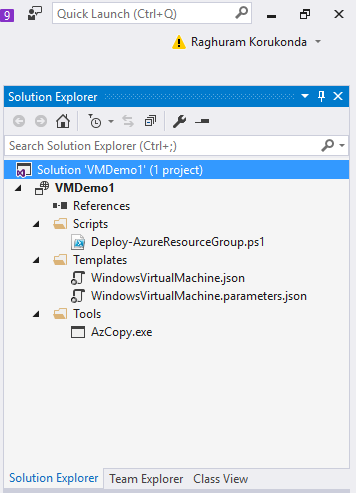 9
Quick Launch (Ctrl+Q)
Raghuram Korukonda
Solution Explorer
Search Solution Explorer (Ctrl+;)
Solution 'VMDemo1' (1 project)
VMDemo1
References
Scripts
Deploy-AzureResourceGroup.ps1
Templates
WindowsVirtualMachine.json
WindowsVirtualMachine.parameters.json
Tools
AzCopy.exe
Solution Explorer Team Explorer Class View